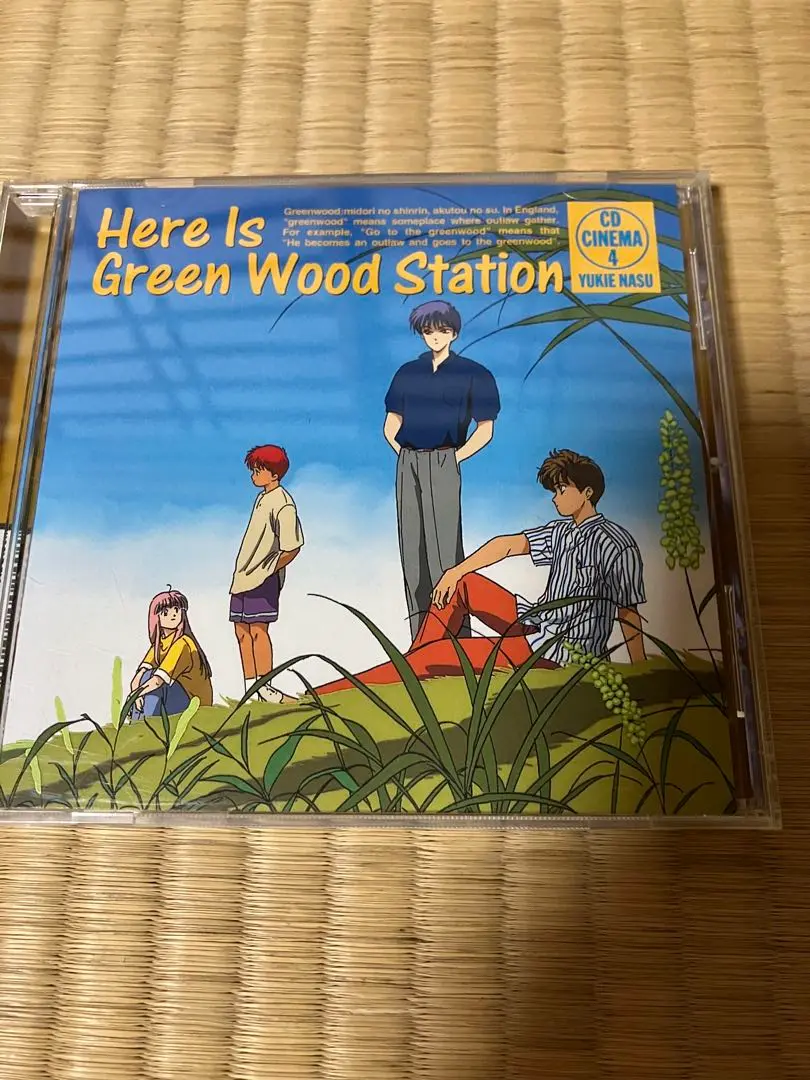 Here Is
Green Wood Station
Greenwood:midori no shinrin, akutou no su. In England,
"greenwood" means someplace where outlaw gather.
For example, "Go to the greenwood" means that
"He becomes an outlaw and goes to the greenwood".
CD
CINEMA
4
YUKIE NASU